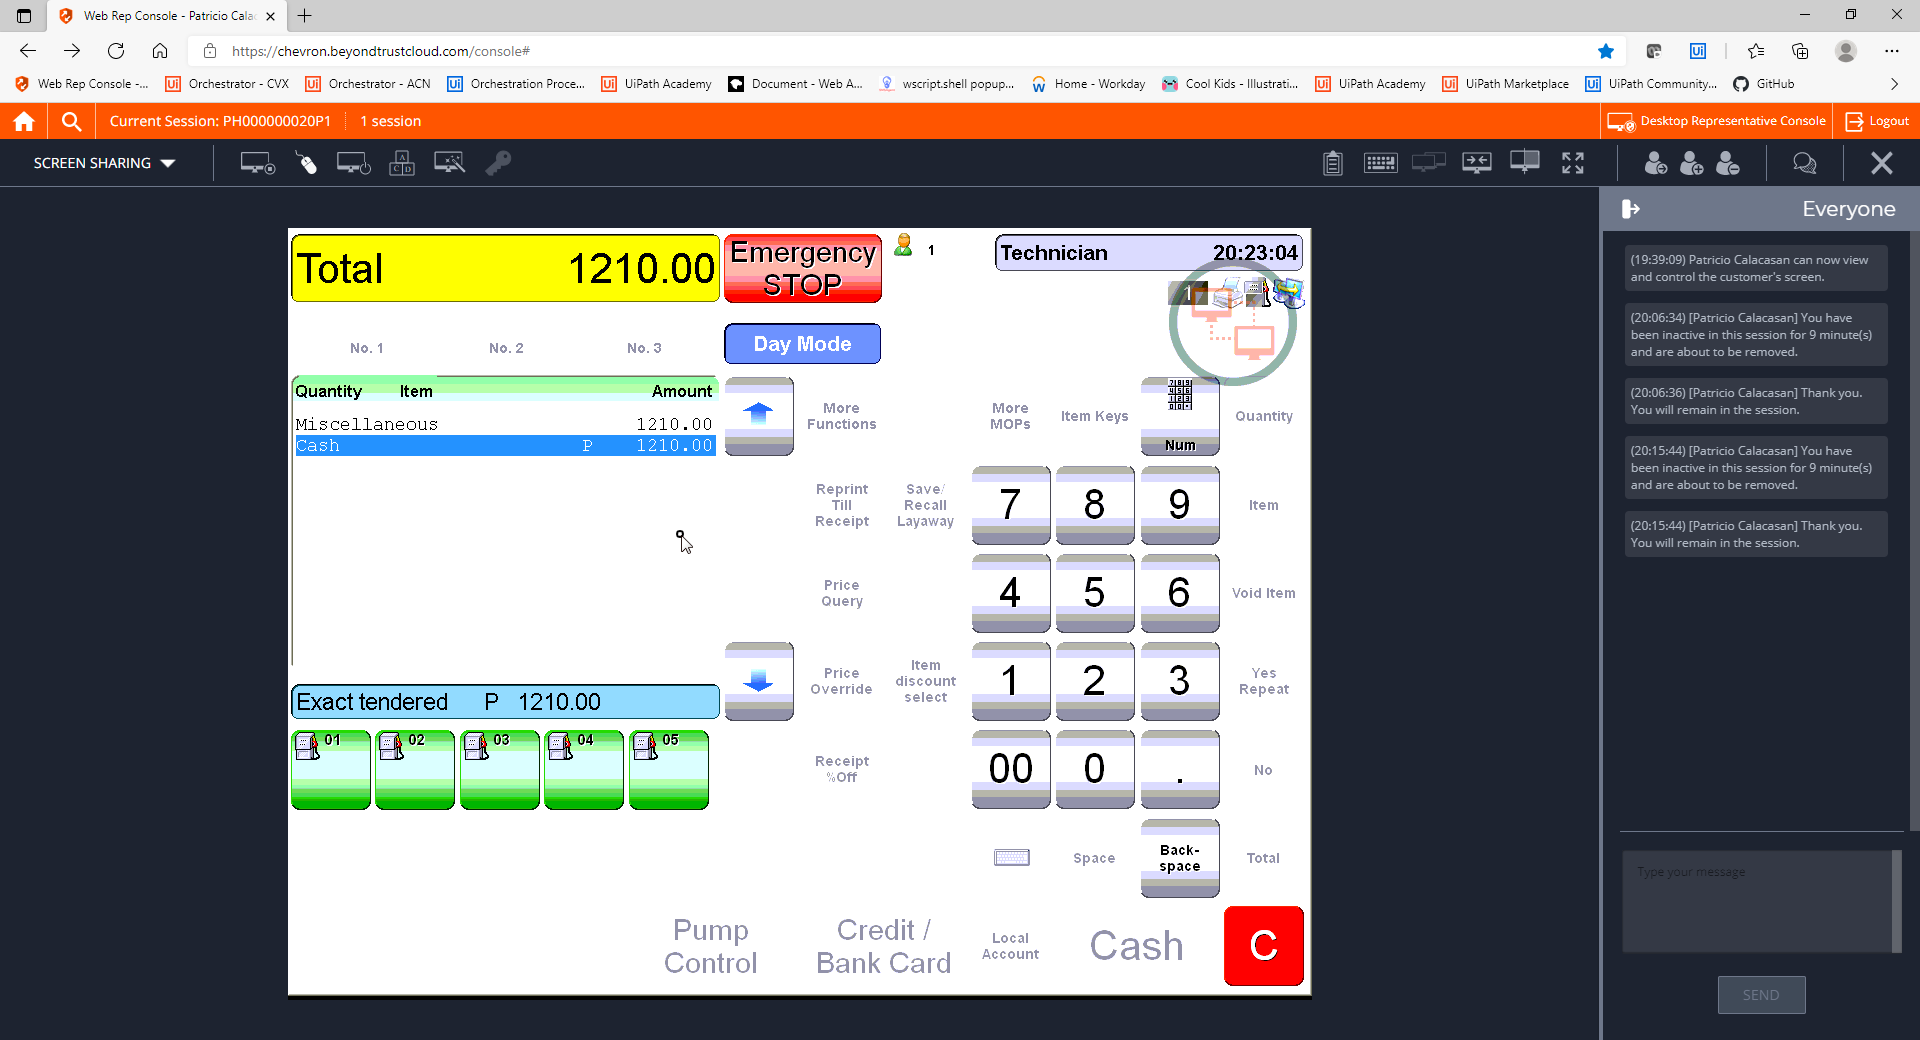 Web Rep Console - Patricio Cala
https://chevron.beyondtrustcloud.com/console#
Web Rep Console -...
Orchestrator - CVX
Orchestrator - ACN
Orchestration Proce...
UiPath Academy
Document - Web A...
wscript.shell popup...
Home - Workday
Cool Kids - Illustrati...
UiPath Academy
UiPath Marketplace
UiPath Community...
GitHub
Current Session: PH000000020P1
1 session
Desktop Representative Console
Logout
SCREEN SHARING
Everyone
(19:39:09) Patricio Calacasan can now view
and control the customer's screen.
(20:06:34) [Patricio Calacasan] You have
been inactive in this session for 9 minute(s)
and are about to be removed.
(20:06:36) [Patricio Calacasan] Thank you.
You will remain in the session.
(20:15:44) [Patricio Calacasan] You have
been inactive in this session for 9 minute(s)
and are about to be removed.
(20:15:44) [Patricio Calacasan] Thank you.
You will remain in the session.
Type your message
SEND
Total 1210.00
Emergency
STOP
1
Technician 20:23:04
1
No. 1 No. 2 No. 3
Day Mode
Quantity Item Amount
Miscellaneous 1210.00
Cash P 1210.00
Exact tendered P 1210.00
01 02 03 04 05
More
Functions
More
MOPs
Item Keys
Num
Quantity
Reprint
Till
Receipt
Save/
Recall
Layaway
7 8 9
Item
Price
Query
4 5 6
Void Item
Price
Override
Item
discount
select
1 2 3
Yes
Repeat
Receipt
%Off
00 0 .
No
Space
Back-
space
Total
Pump
Control
Credit /
Bank Card
Local
Account
Cash
C